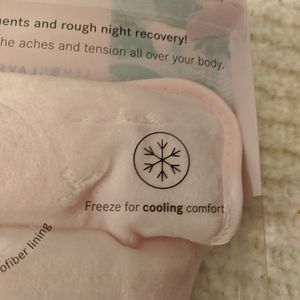 ments and rough night recovery!
he aches and tension all over your body.
Freeze for cooling comfort
ofiber lining